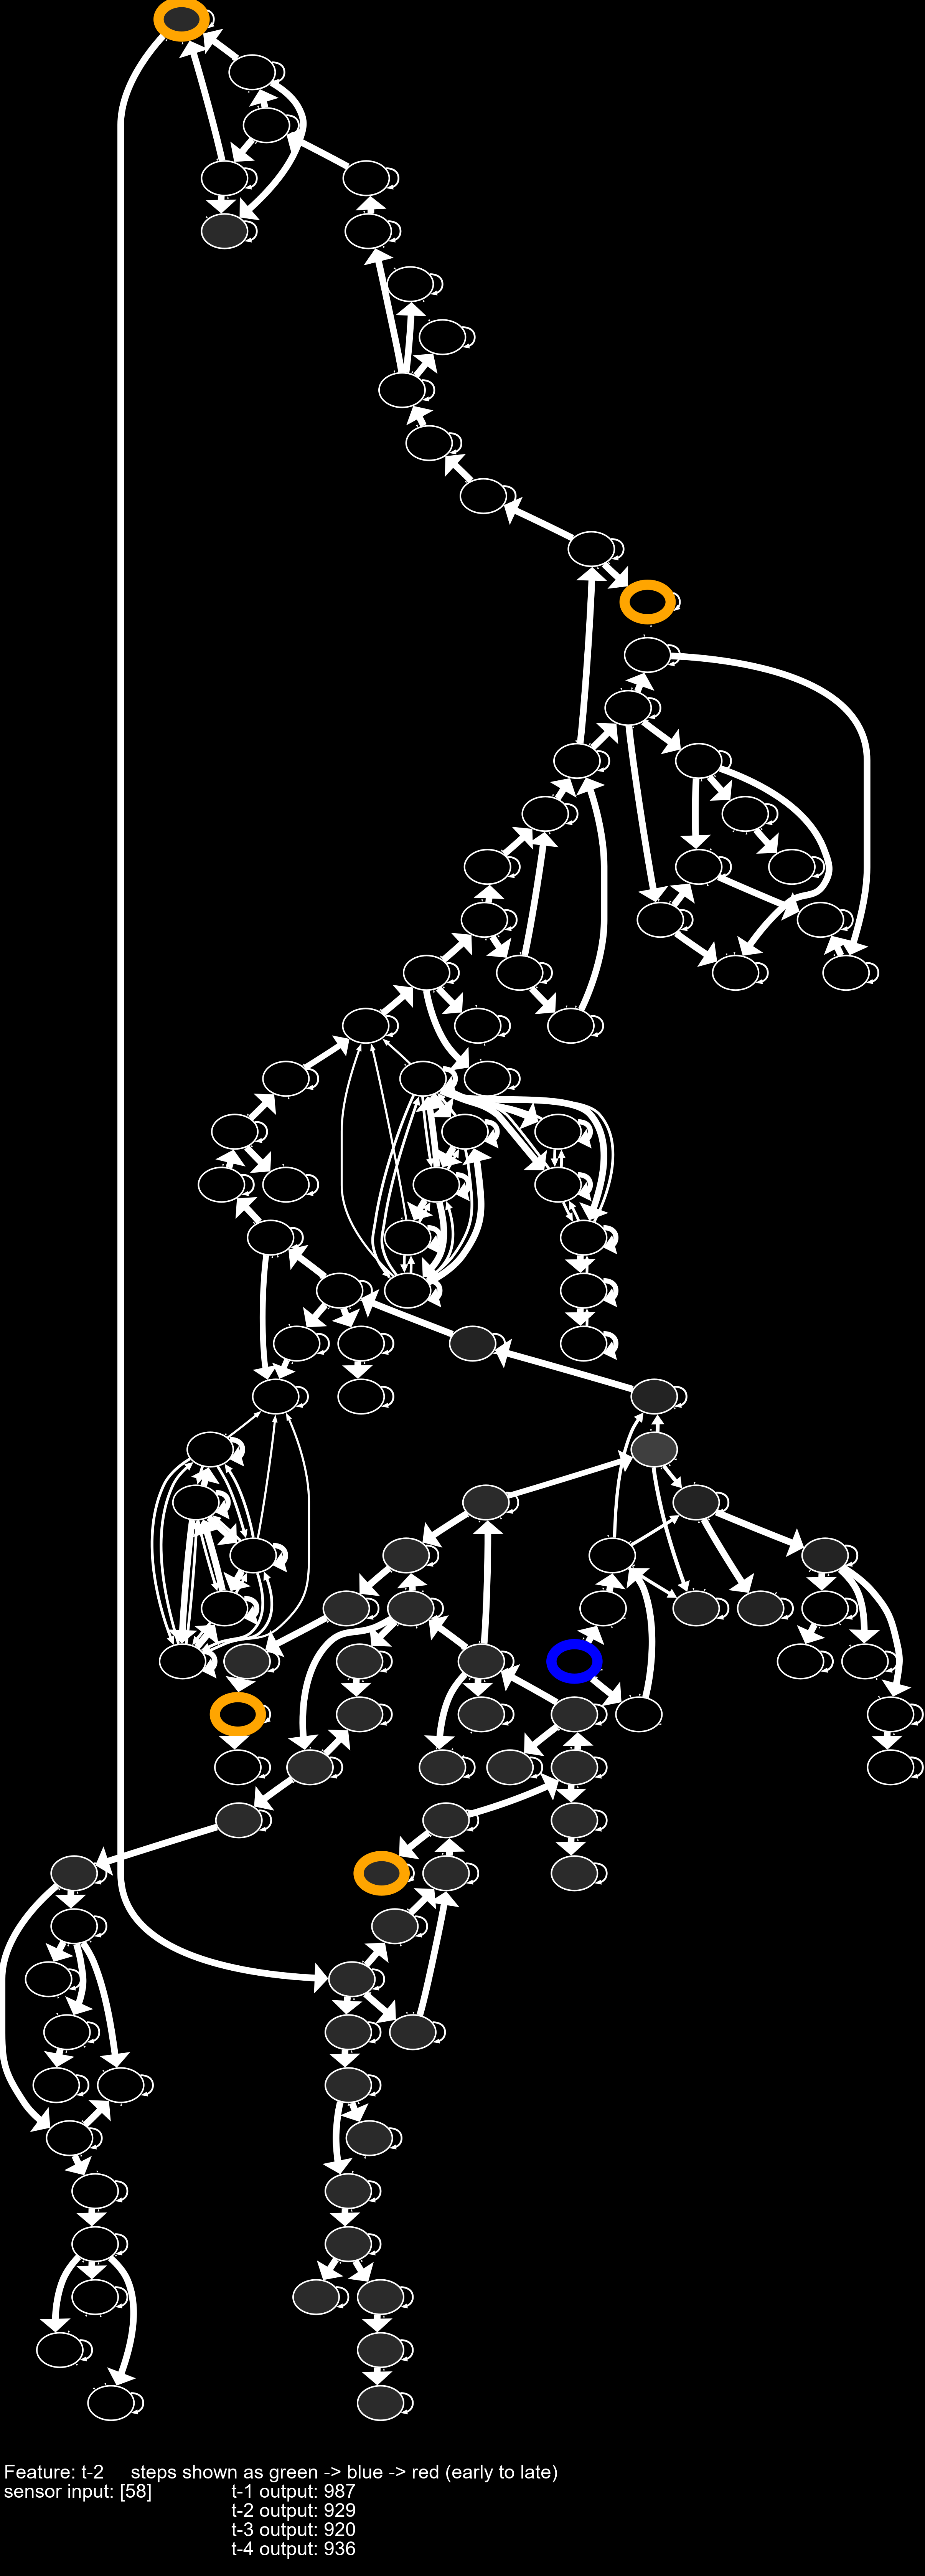 Feature: t-2     steps shown as green -> blue -> red (early to late)
sensor input: [58]               t-1 output: 987
t-2 output: 929
t-3 output: 920
t-4 output: 936